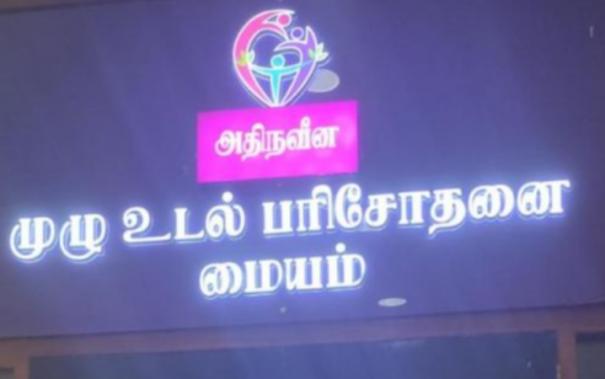 அதிநவீன
முழு உடல் பரிசோதனை
மையம்